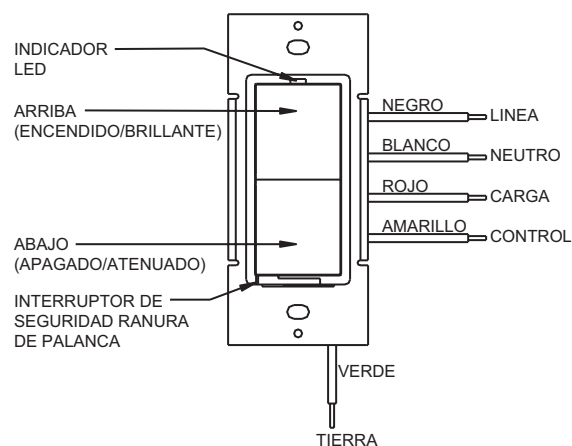 INDICADOR
LED
ARRIBA
(ENCENDIDO/BRILLANTE)
ABAJO
(APAGADO/ATENUADO)
INTERRUPTOR DE
SEGURIDAD RANURA
DE PALANCA
NEGRO
LINEA
BLANCO
NEUTRO
ROJO
CARGA
AMARILLO
CONTROL
VERDE
TIERRA